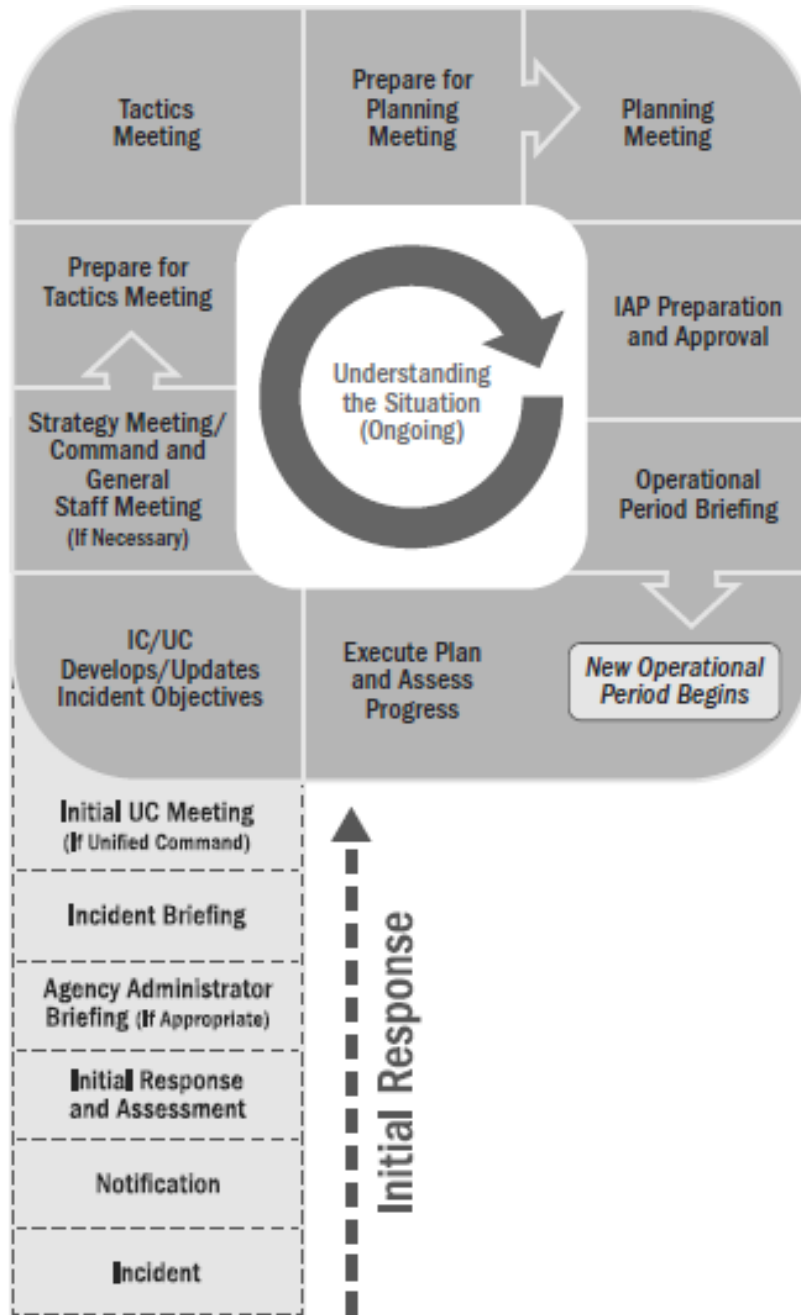 Tactics
Meeting
Prepare for
Planning
Meeting
Planning
Meeting
Prepare for
Tactics Meeting
Understanding
the Situation
(Ongoing)
IAP Preparation
and Approval
Strategy Meeting/
Command and
General
Staff Meeting
(If Necessary)
Operational
Period Briefing
IC/UC
Develops/Updates
Incident Objectives
Execute Plan
and Assess
Progress
New Operational
Period Begins
Initial UC Meeting
(If Unified Command)
Incident Briefing
Agency Administrator
Briefing (If Appropriate)
Initial Response
and Assessment
Notification
Incident
Initial Response